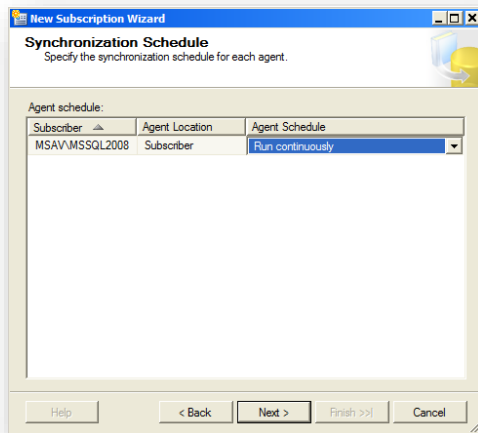 New Subscription Wizard
Synchronization Schedule
Specify the synchronization schedule for each agent.
Agent schedule:
Subscriber Agent Location Agent Schedule
MSAV\MSSQL2008 Subscriber Run continuously
Help < Back Next > Finish >>| Cancel